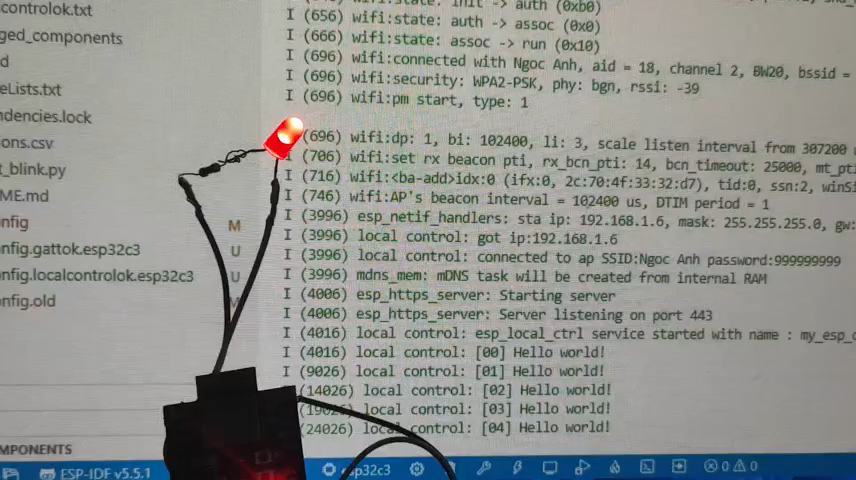 controlok.txt
ged_components
d
eLists.txt
dencies.lock
ons.csv
t_blink.py
ME.md
nfig
M
nfig.gattok.esp32c3
U
nfig.localcontrolok.esp32c3
U
nfig.old
MPONENTS
ESP-IDF v5.5.1
wifi:state: init -> auth (0xb0)
I (656) wifi:state: auth -> assoc (0x0)
I (666) wifi:state: assoc -> run (0x10)
I (696) wifi:connected with Ngoc Anh, aid = 18, channel 2, BW20, bssid =
I (696) wifi:security: WPA2-PSK, phy: bgn, rssi: -39
I (696) wifi:pm start, type: 1
(696) wifi:dp: 1, bi: 102400, li: 3, scale listen interval from 307200 u
I (706) wifi:set rx beacon pti, rx_bcn_pti: 14, bcn_timeout: 25000, mt_pti
I (716) wifi:<ba-add>idx:0 (ifx:0, 2c:70:4f:33:32:d7), tid:0, ssn:2, winSi
I (746) wifi:AP's beacon interval = 102400 us, DTIM period = 1
I (3996) esp_netif_handlers: sta ip: 192.168.1.6, mask: 255.255.255.0, gw:
I (3996) local control: got ip:192.168.1.6
I (3996) local control: connected to ap SSID:Ngoc Anh password:999999999
I (3996) mdns_mem: mDNS task will be created from internal RAM
I (4006) esp_https_server: Starting server
I (4006) esp_https_server: Server listening on port 443
I (4016) local control: esp_local_ctrl service started with name : my_esp_c
I (4016) local control: [00] Hello world!
I (9026) local control: [01] Hello world!
(14026) local control: [02] Hello world!
(19026) local control: [03] Hello world!
(24026) local control: [04] Hello world!
esp32c3
0
0